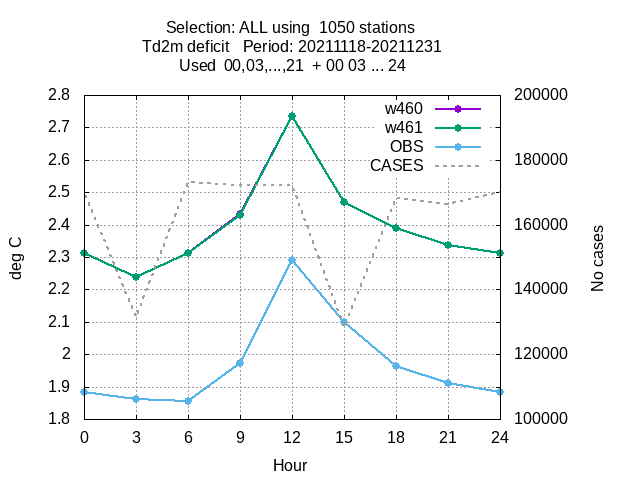 Selection: ALL using  1050 stations
Td2m deficit   Period: 20211118-20211231
Used  00,03,...,21  + 00 03 ... 24
2.8
2.7
2.6
2.5
2.4
2.3
2.2
2.1
2
1.9
1.8
deg C
w460
w461
OBS
CASES
200000
180000
160000
140000
120000
100000
No cases
0 3 6 9 12 15 18 21 24
Hour